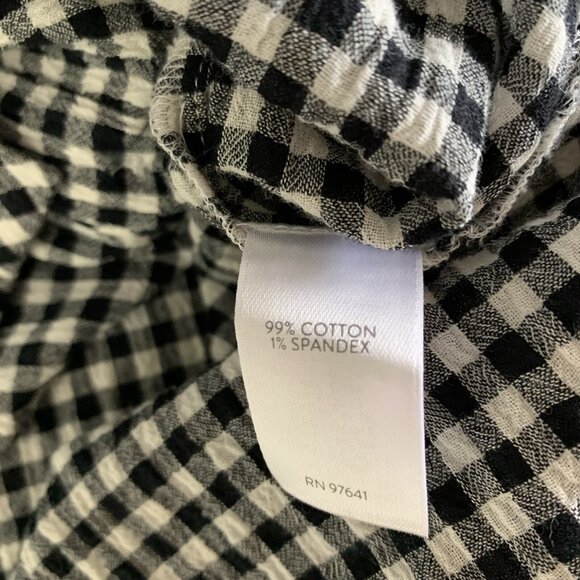 99% COTTON
1% SPANDEX
RN 97641